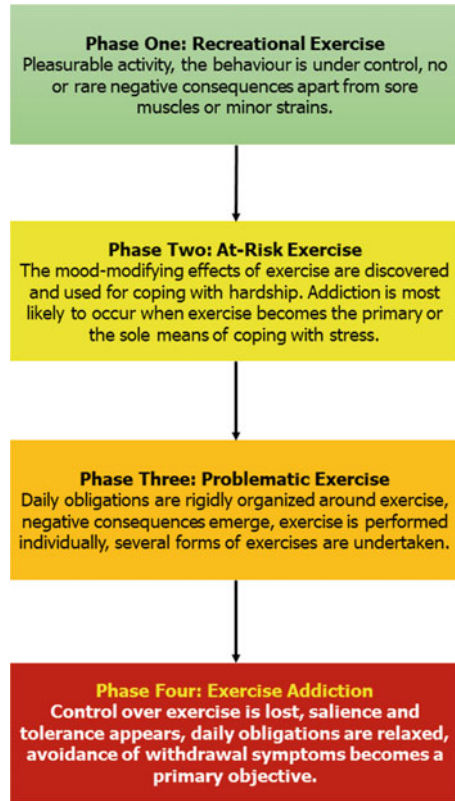 Phase One: Recreational Exercise
Pleasurable activity, the behaviour is under control, no
or rare negative consequences apart from sore
muscles or minor strains.
Phase Two: At-Risk Exercise
The mood-modifying effects of exercise are discovered
and used for coping with hardship. Addiction is most
likely to occur when exercise becomes the primary or
the sole means of coping with stress.
Phase Three: Problematic Exercise
Daily obligations are rigidly organized around exercise,
negative consequences emerge, exercise is performed
individually, several forms of exercises are undertaken.
Phase Four: Exercise Addiction
Control over exercise is lost, salience and
tolerance appears, daily obligations are relaxed,
avoidance of withdrawal symptoms becomes a
primary objective.